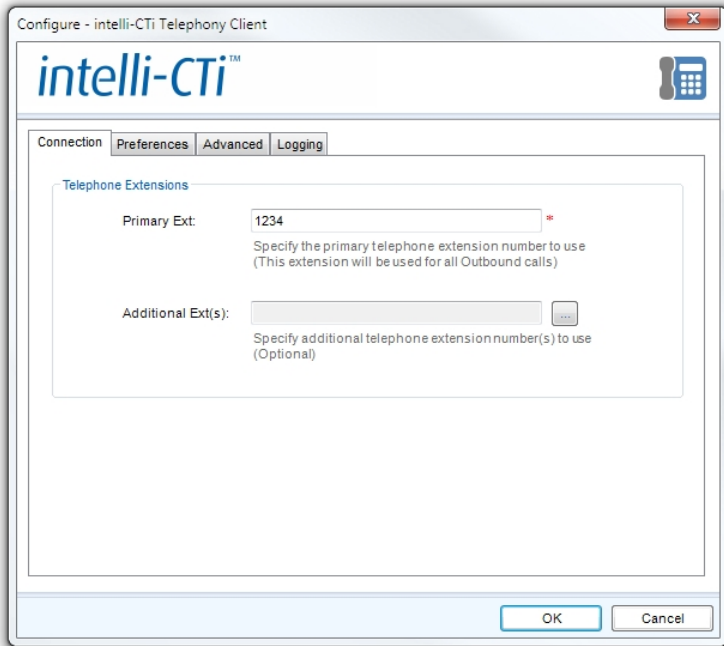 Configure - intelli-CTi Telephony Client
intelli-CTi™
Connection Preferences Advanced Logging
Telephone Extensions
Primary Ext: 1234 *
Specify the primary telephone extension number to use
(This extension will be used for all Outbound calls)
Additional Ext(s): ...
Specify additional telephone extension number(s) to use
(Optional)
OK Cancel